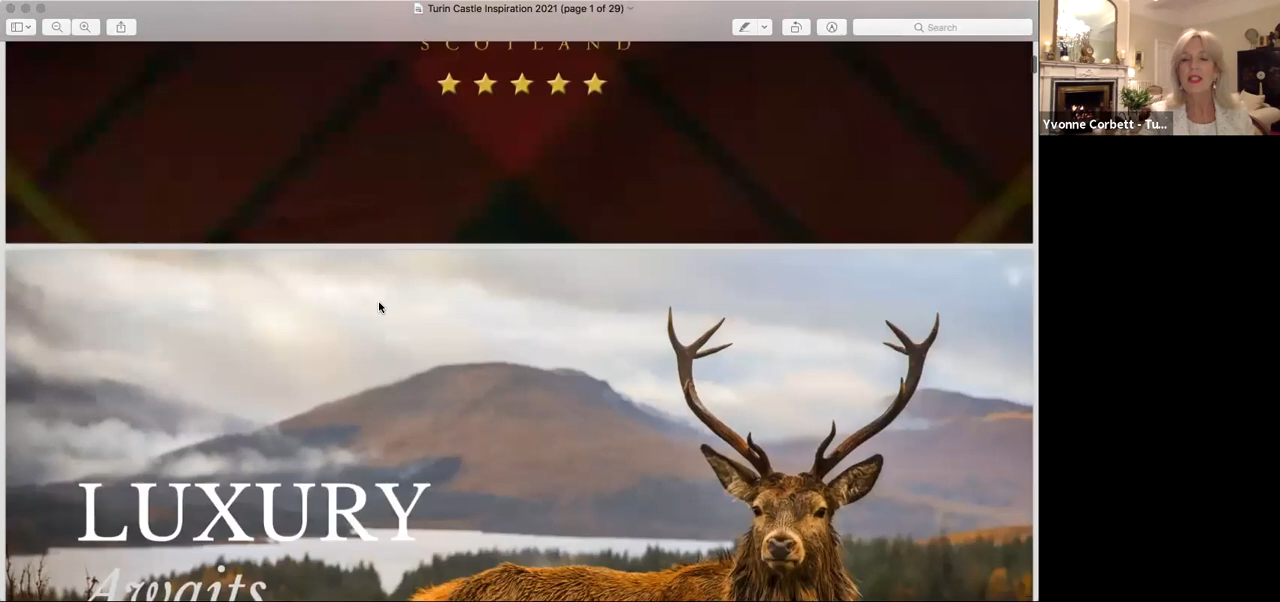 Turin Castle Inspiration 2021 (page 1 of 29)
Search
SCOTLAND
LUXURY
Awaits
Yvonne Corbett - Tu...